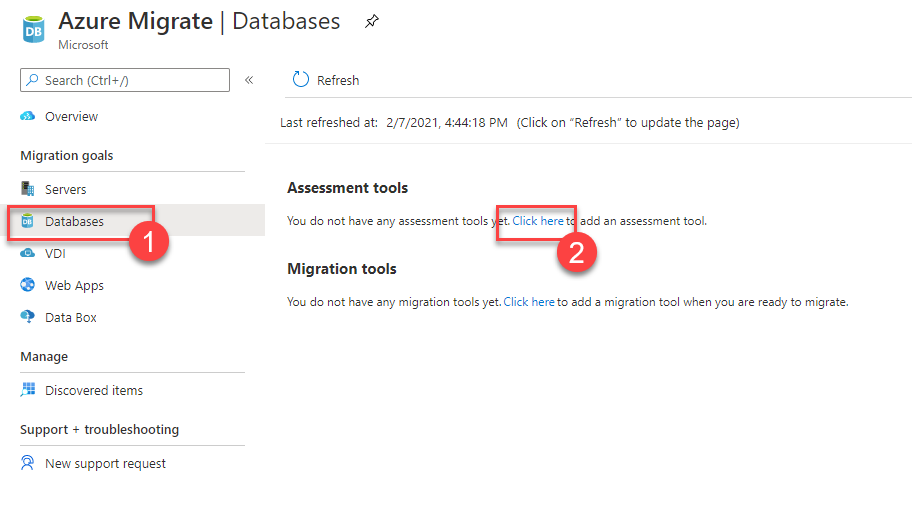 Azure Migrate | Databases
Microsoft
Search (Ctrl+/)
«
Refresh
Overview
Last refreshed at: 2/7/2021, 4:44:18 PM (Click on “Refresh” to update the page)
Migration goals
Servers
Databases
1
VDI
Web Apps
Data Box
Manage
Discovered items
Support + troubleshooting
New support request
Assessment tools
You do not have any assessment tools yet. Click here to add an assessment tool.
2
Migration tools
You do not have any migration tools yet. Click here to add a migration tool when you are ready to migrate.
DB